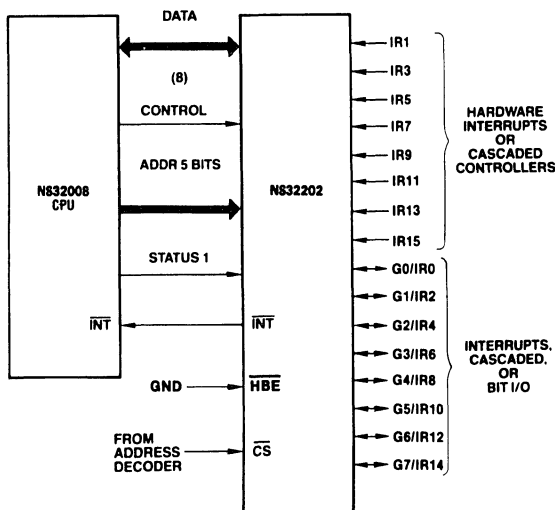 DATA
(8)
CONTROL
ADDR 5 BITS
NS32008
CPU
NS32202
STATUS 1
INT
INT
GND
HBE
FROM
ADDRESS
DECODER
CS
IR1
IR3
IR5
IR7
IR9
IR11
IR13
IR15
HARDWARE
INTERRUPTS
OR
CASCADED
CONTROLLERS
G0/IR0
G1/IR2
G2/IR4
G3/IR6
G4/IR8
G5/IR10
G6/IR12
G7/IR14
INTERRUPTS,
CASCADED,
OR
BIT I/O